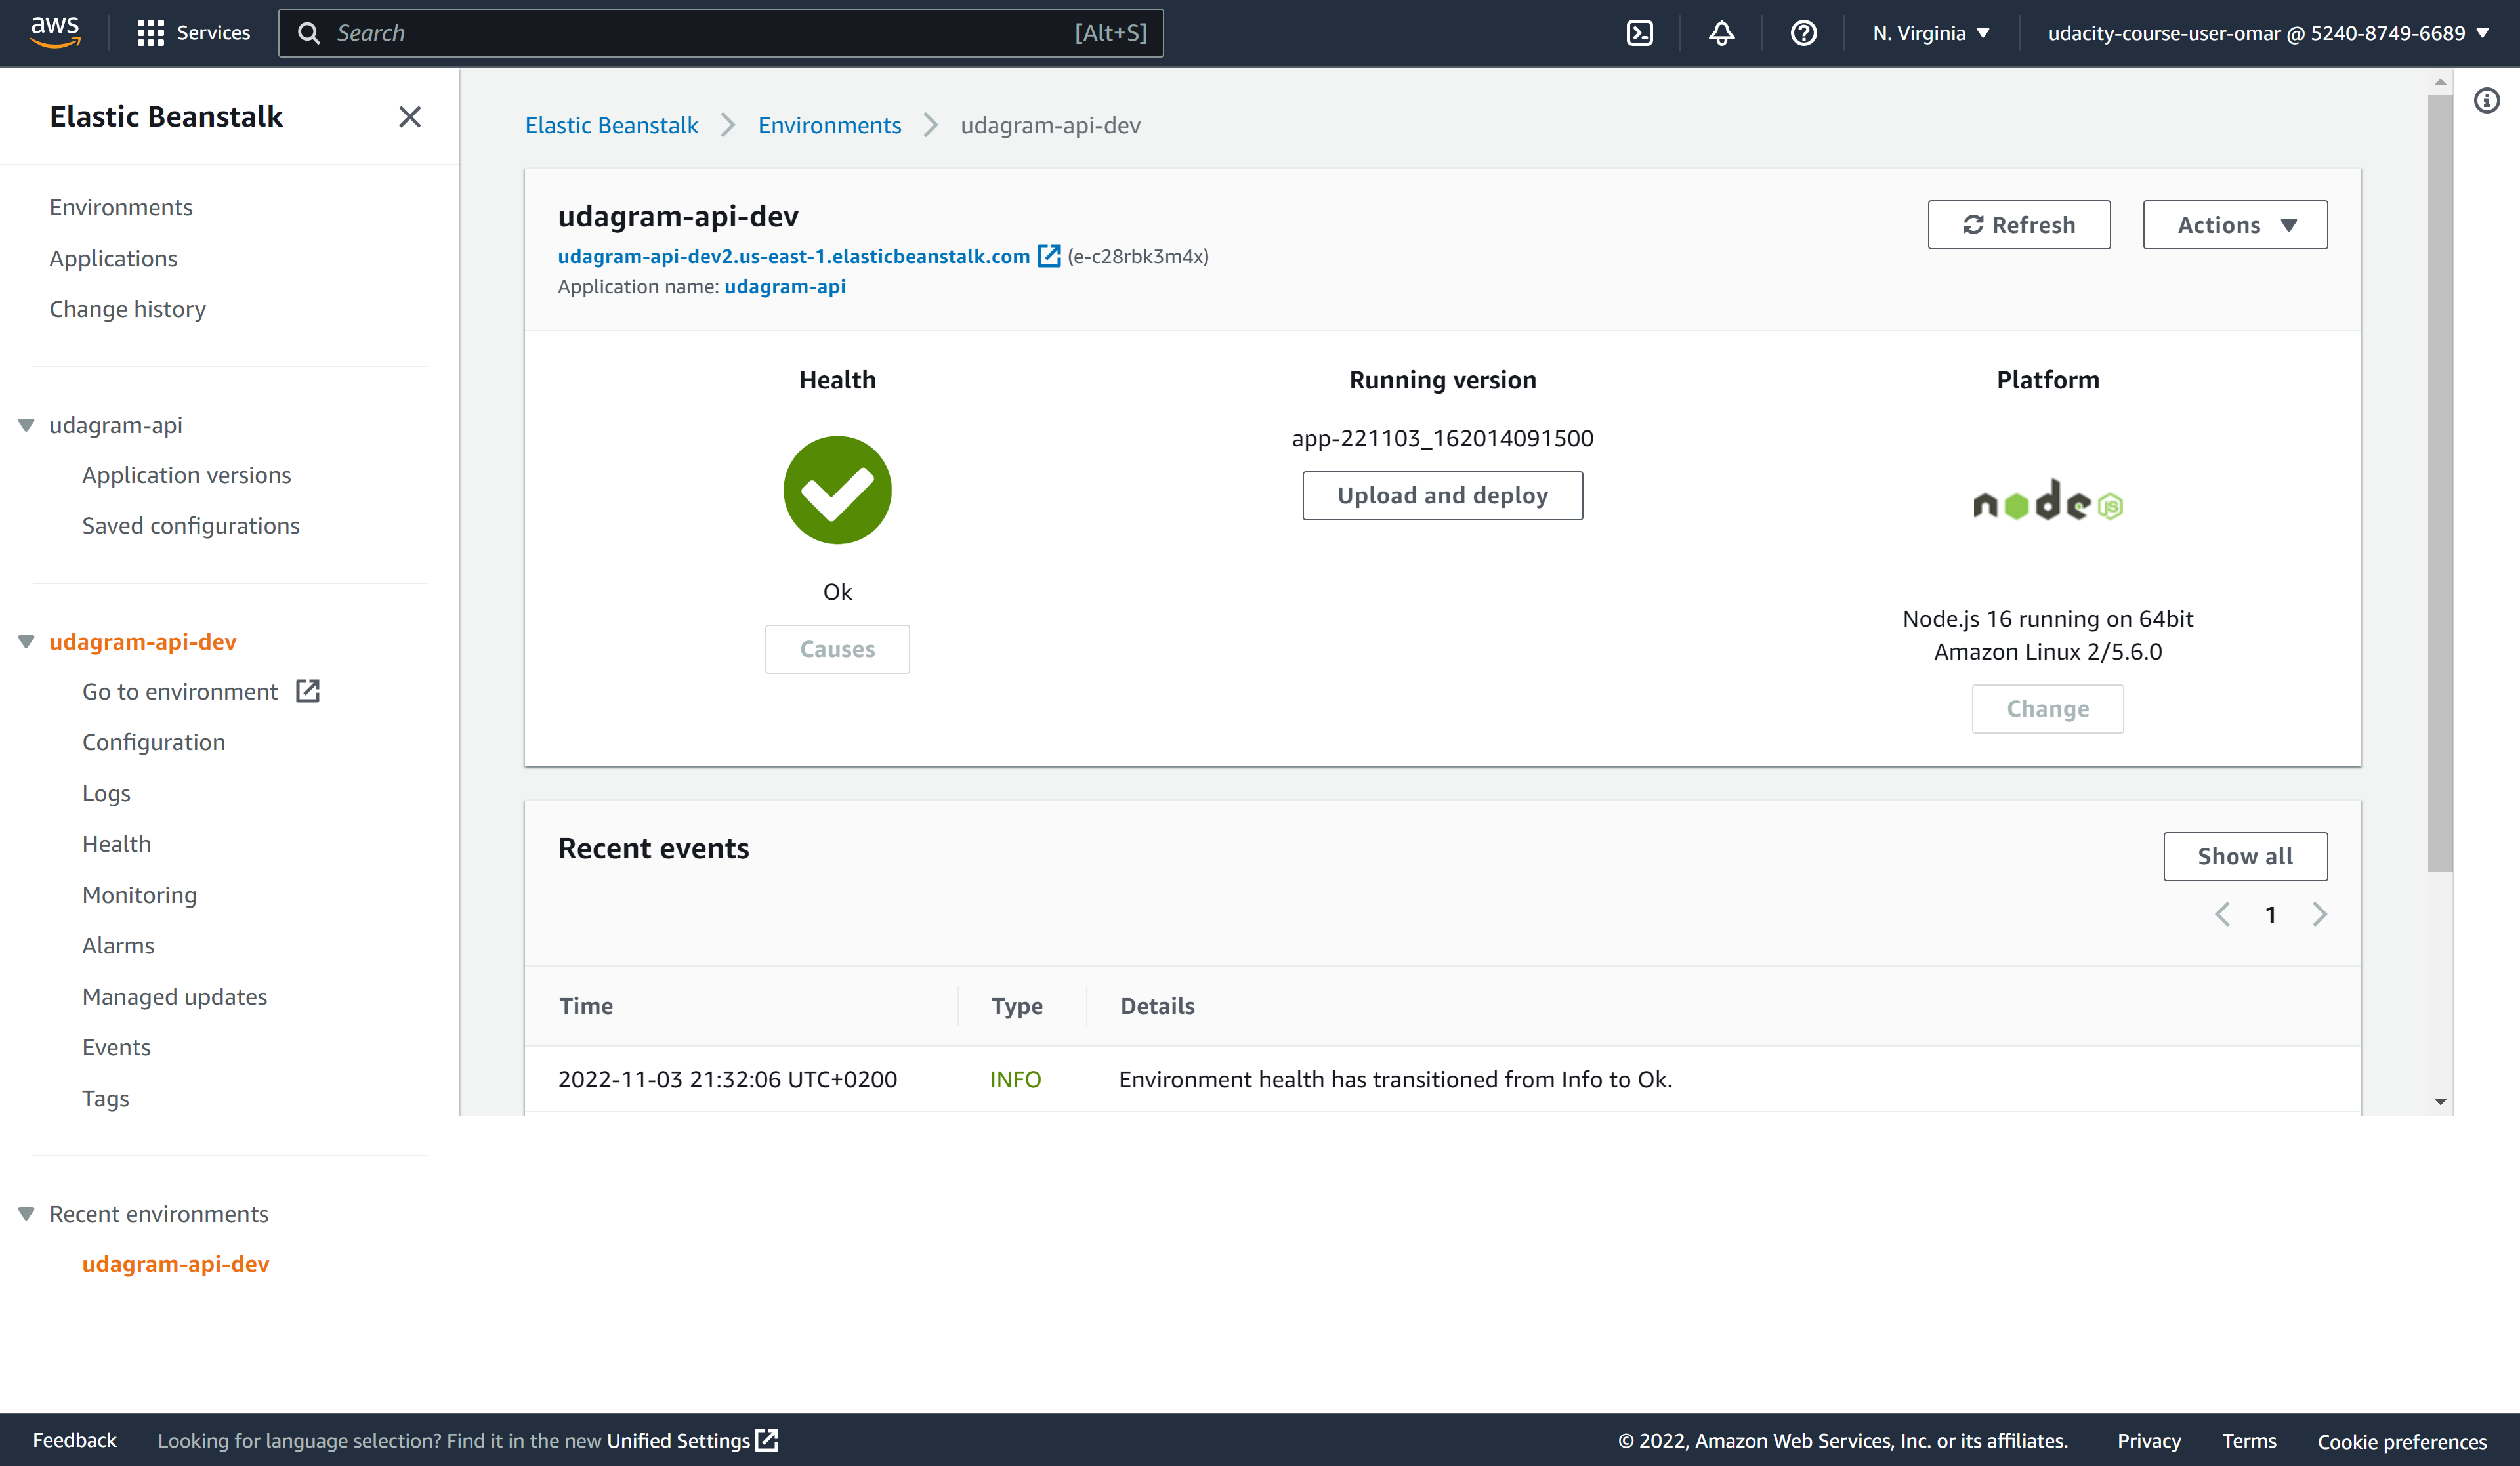 aws
Services
Search
[Alt+S]
N. Virginia
udacity-course-user-omar @ 5240-8749-6689
Elastic Beanstalk
Environments
Applications
Change history
udagram-api
Application versions
Saved configurations
udagram-api-dev
Go to environment
Configuration
Logs
Health
Monitoring
Alarms
Managed updates
Events
Tags
Recent environments
udagram-api-dev
Elastic Beanstalk
Environments
udagram-api-dev
udagram-api-dev
udagram-api-dev2.us-east-1.elasticbeanstalk.com (e-c28rbk3m4x)
Application name: udagram-api
Refresh
Actions
Health
Ok
Causes
Running version
app-221103_162014091500
Upload and deploy
Platform
node JS
Node.js 16 running on 64bit
Amazon Linux 2/5.6.0
Change
Recent events
Show all
1
Time
Type
Details
2022-11-03 21:32:06 UTC+0200
INFO
Environment health has transitioned from Info to Ok.
Feedback
Looking for language selection? Find it in the new Unified Settings
© 2022, Amazon Web Services, Inc. or its affiliates.
Privacy
Terms
Cookie preferences